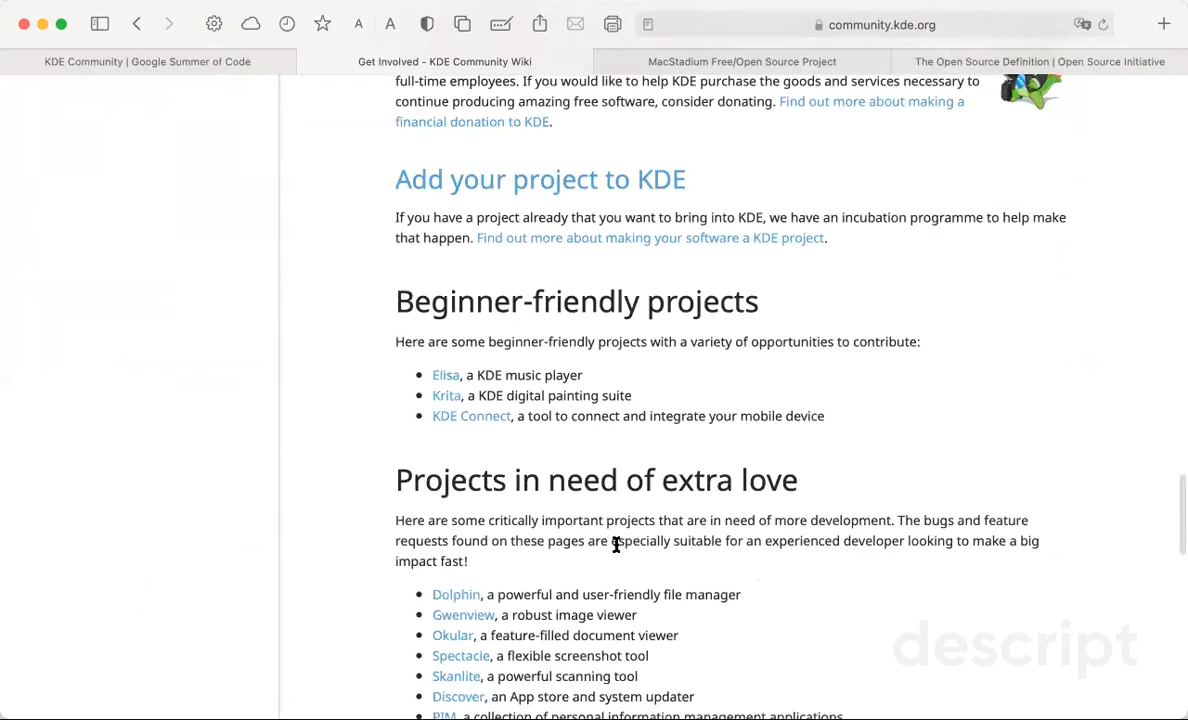 A A community.kde.org
KDE Community | Google Summer of Code Get Involved - KDE Community Wiki MacStadium Free/Open Source Project The Open Source Definition | Open Source Initiative
full-time employees. If you would like to help KDE purchase the goods and services necessary to
continue producing amazing free software, consider donating. Find out more about making a
financial donation to KDE.
Add your project to KDE
If you have a project already that you want to bring into KDE, we have an incubation programme to help make
that happen. Find out more about making your software a KDE project.
Beginner-friendly projects
Here are some beginner-friendly projects with a variety of opportunities to contribute:
• Elisa, a KDE music player
• Krita, a KDE digital painting suite
• KDE Connect, a tool to connect and integrate your mobile device
Projects in need of extra love
Here are some critically important projects that are in need of more development. The bugs and feature
requests found on these pages are especially suitable for an experienced developer looking to make a big
impact fast!
• Dolphin, a powerful and user-friendly file manager
• Gwenview, a robust image viewer
• Okular, a feature-filled document viewer
• Spectacle, a flexible screenshot tool
• Skanlite, a powerful scanning tool
• Discover, an App store and system updater
• PIM, a collection of personal information management applications
descript